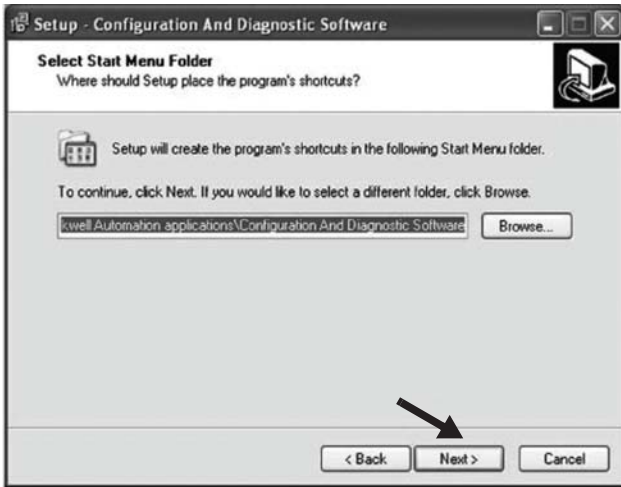 Setup - Configuration And Diagnostic Software
Select Start Menu Folder
Where should Setup place the program's shortcuts?
Setup will create the program's shortcuts in the following Start Menu folder.
To continue, click Next. If you would like to select a different folder, click Browse.
kwell Automation applications\Configuration And Diagnostic Software
Browse...
< Back
Next >
Cancel